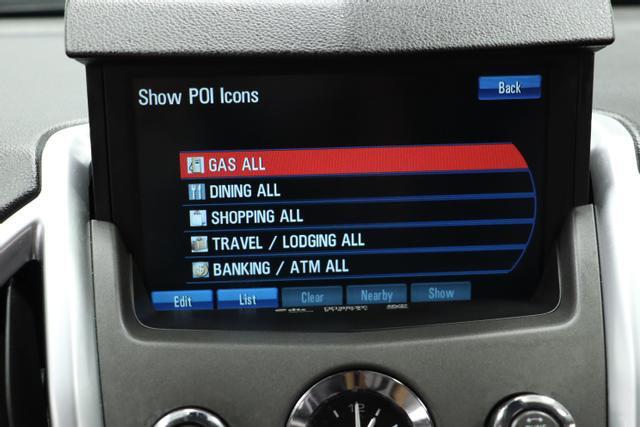 Show POI Icons
Back
GAS ALL
DINING ALL
SHOPPING ALL
TRAVEL / LODGING ALL
BANKING / ATM ALL
Edit List Clear Nearby Show
12